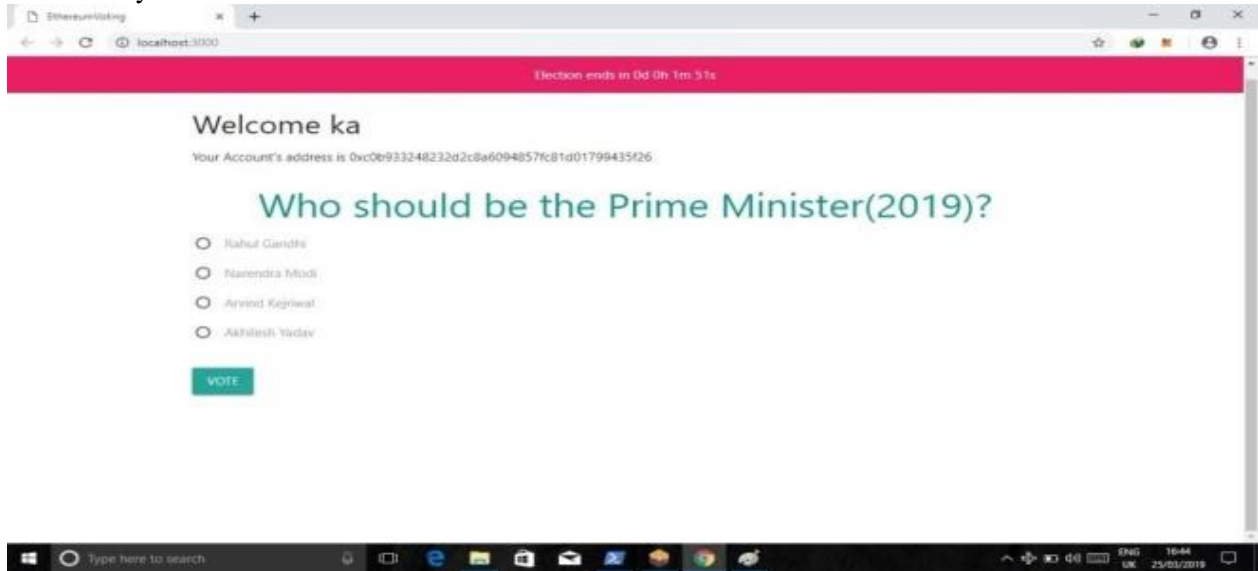 EthereumVoting
localhost:3000
Election ends in 0d 0h 1m 51s
Welcome ka
Your Account's address is 0xc0b933248232d2c8a6094857fc81d01799435f26
Who should be the Prime Minister(2019)?
Rahul Gandhi
Narendra Modi
Arvind Kejriwal
Akhilesh Yadav
VOTE
Type here to search
ENG 16:44
UK 25/03/2019